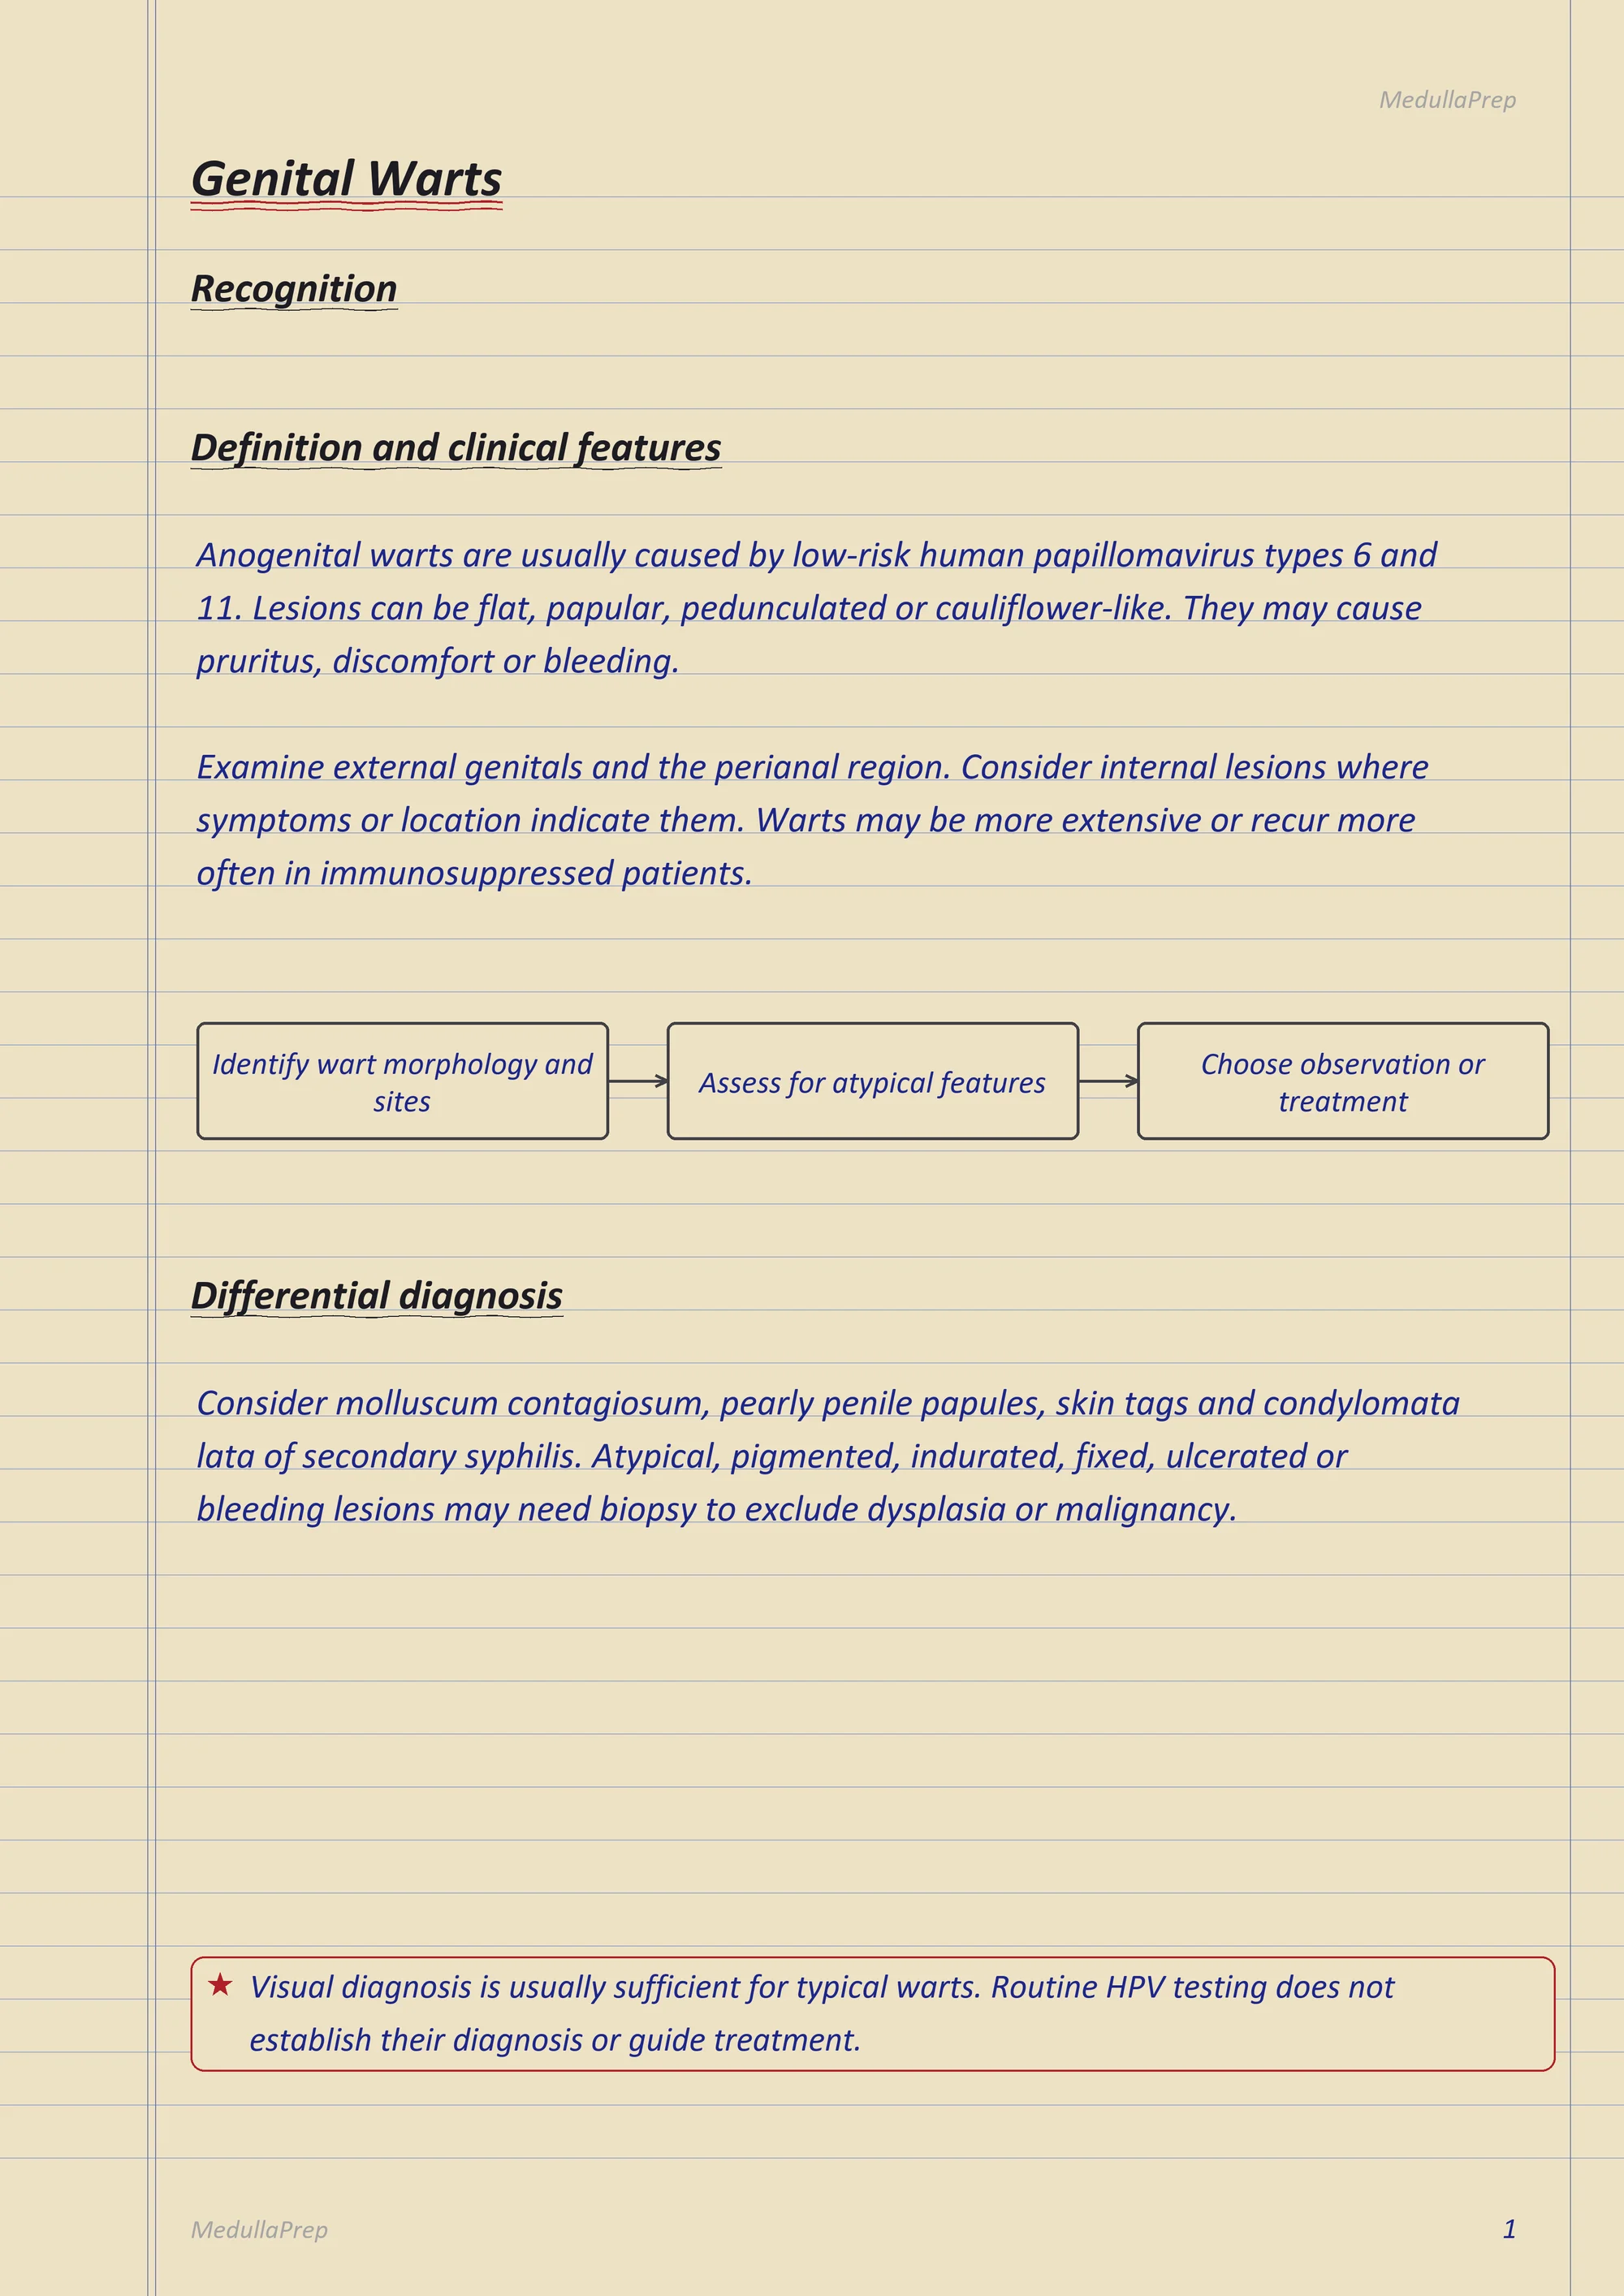 MedullaPrep
Genital Warts
Recognition
Definition and clinical features
Anogenital warts are usually caused by low-risk human papillomavirus types 6 and
11. Lesions can be flat, papular, pedunculated or cauliflower-like. They may cause
pruritus, discomfort or bleeding.
Examine external genitals and the perianal region. Consider internal lesions where
symptoms or location indicate them. Warts may be more extensive or recur more
often in immunosuppressed patients.
Identify wart morphology and
sites
Assess for atypical features
Choose observation or
treatment
Differential diagnosis
Consider molluscum contagiosum, pearly penile papules, skin tags and condylomata
lata of secondary syphilis. Atypical, pigmented, indurated, fixed, ulcerated or
bleeding lesions may need biopsy to exclude dysplasia or malignancy.
★ Visual diagnosis is usually sufficient for typical warts. Routine HPV testing does not
establish their diagnosis or guide treatment.
MedullaPrep
1